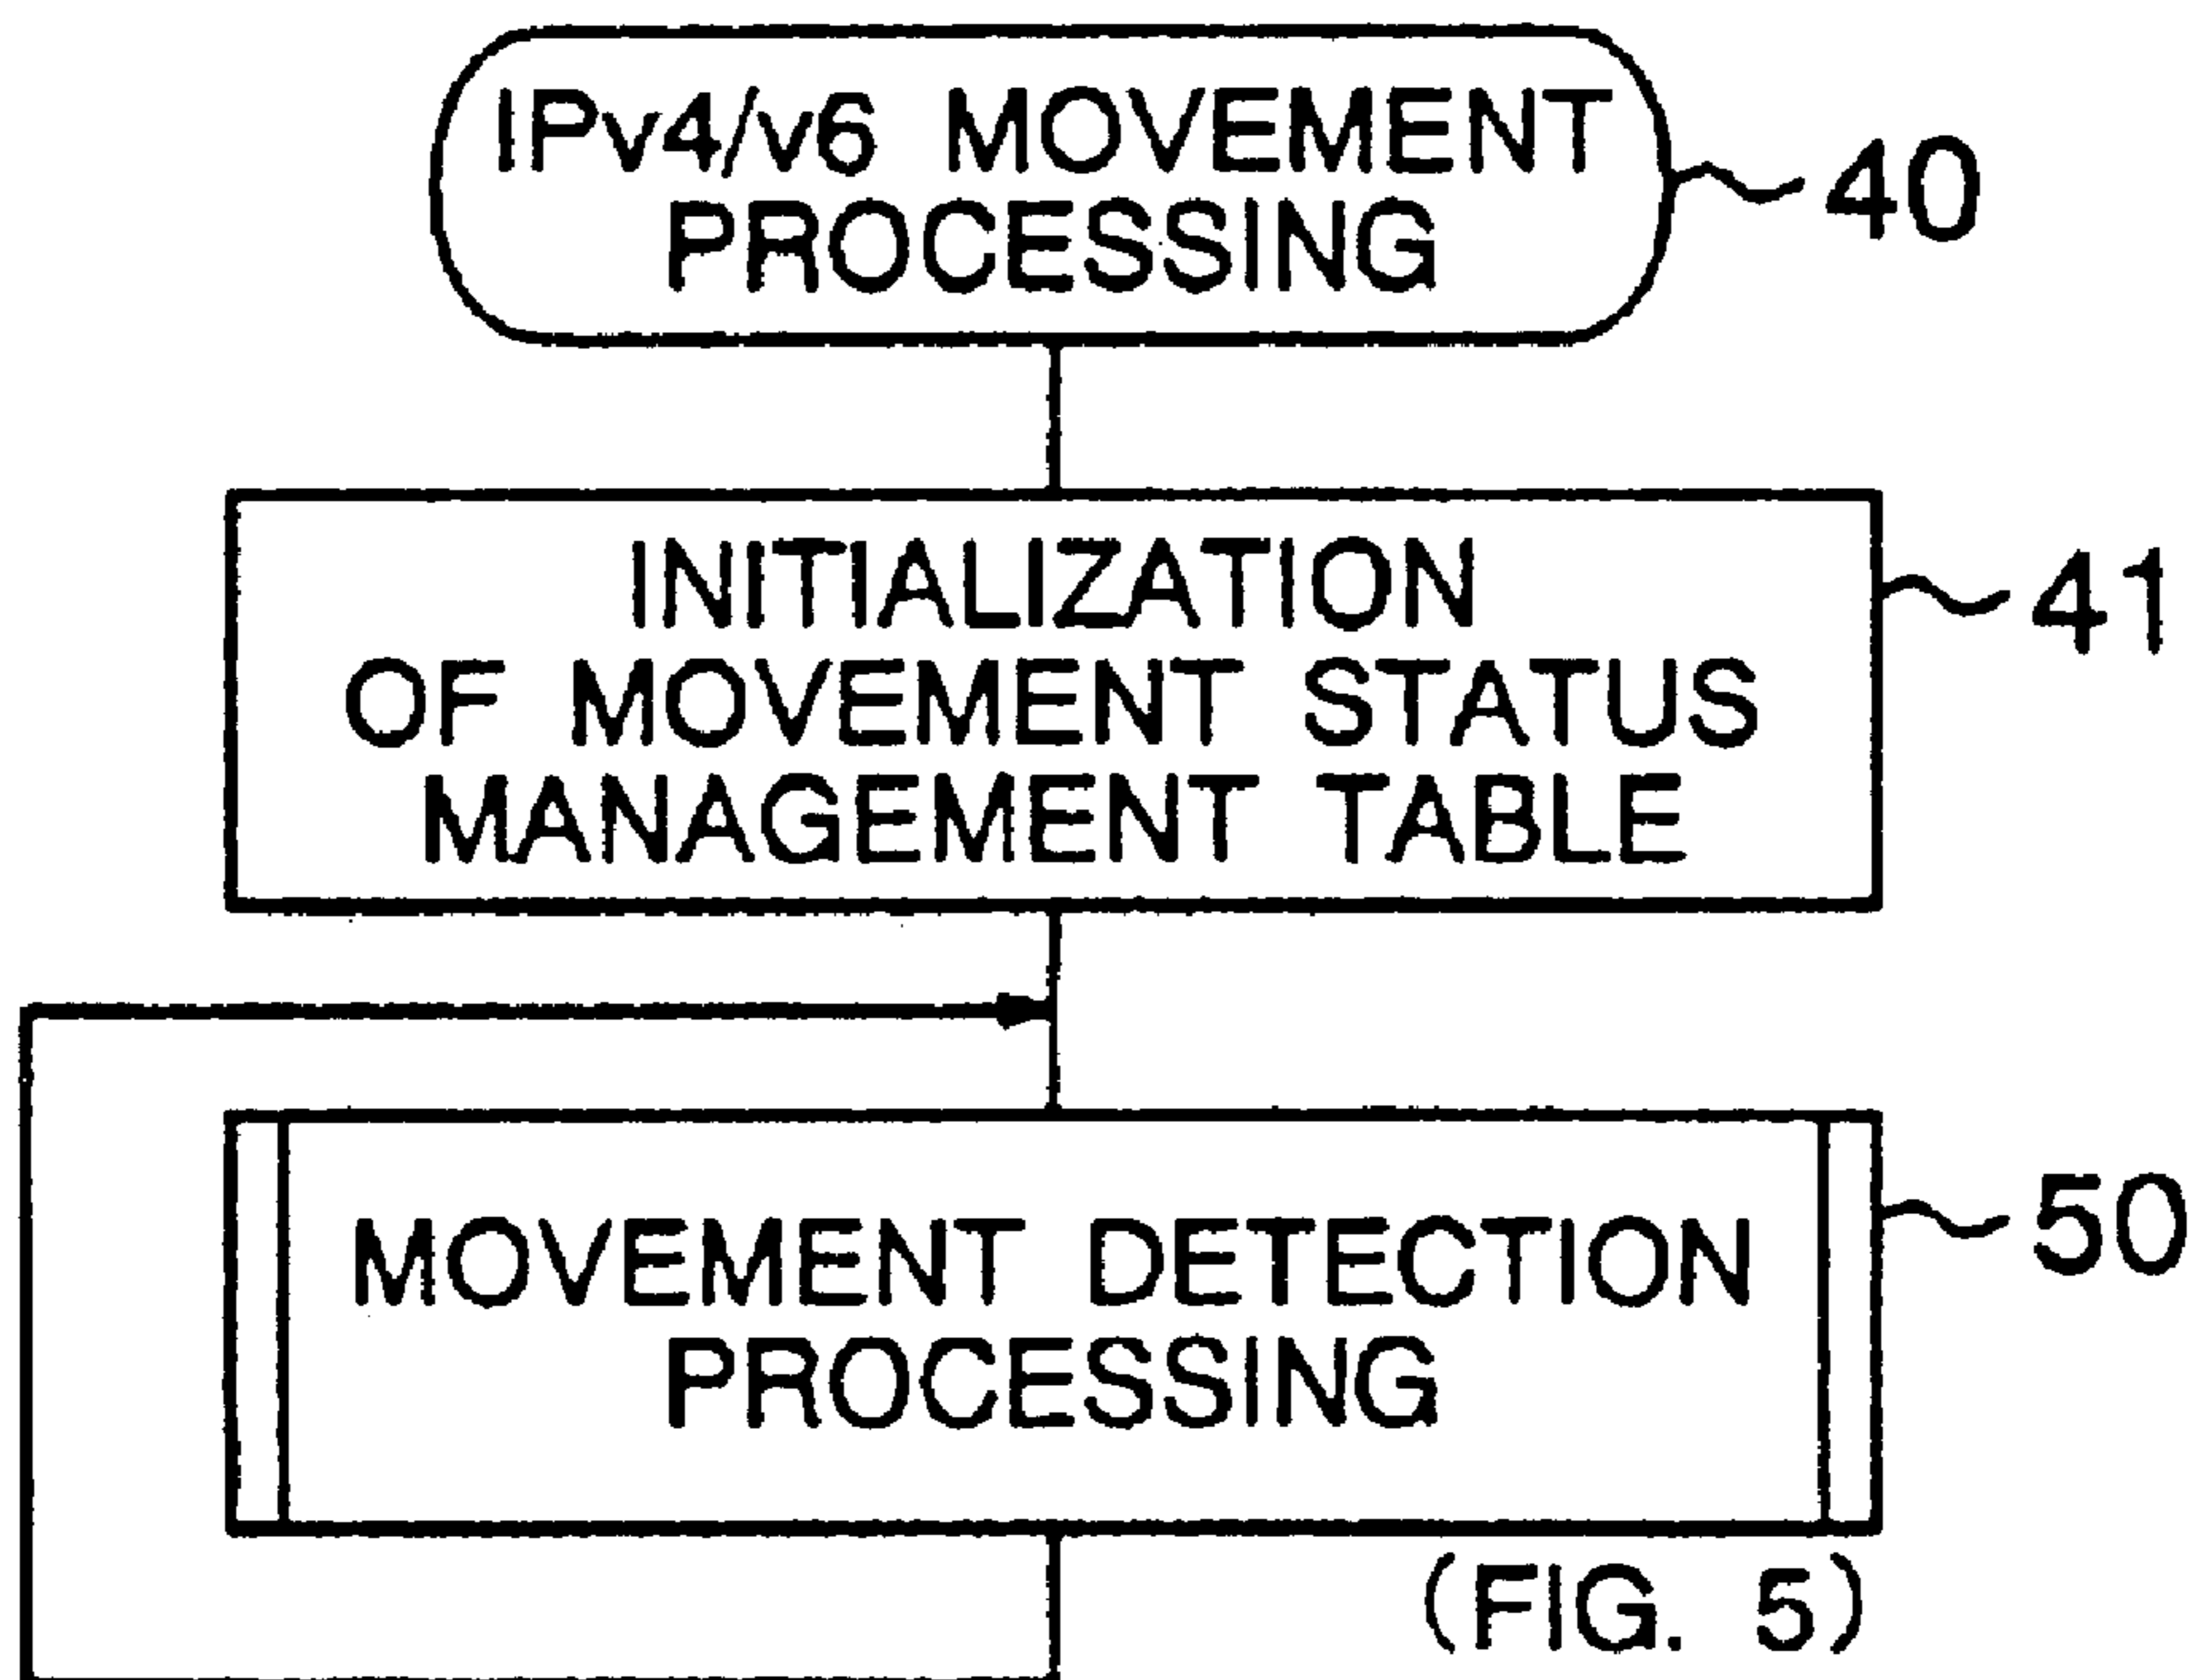 IPv4/v6 MOVEMENT
PROCESSING
40
INITIALIZATION
OF MOVEMENT STATUS
MANAGEMENT TABLE
41
MOVEMENT DETECTION
PROCESSING
50
(FIG. 5)